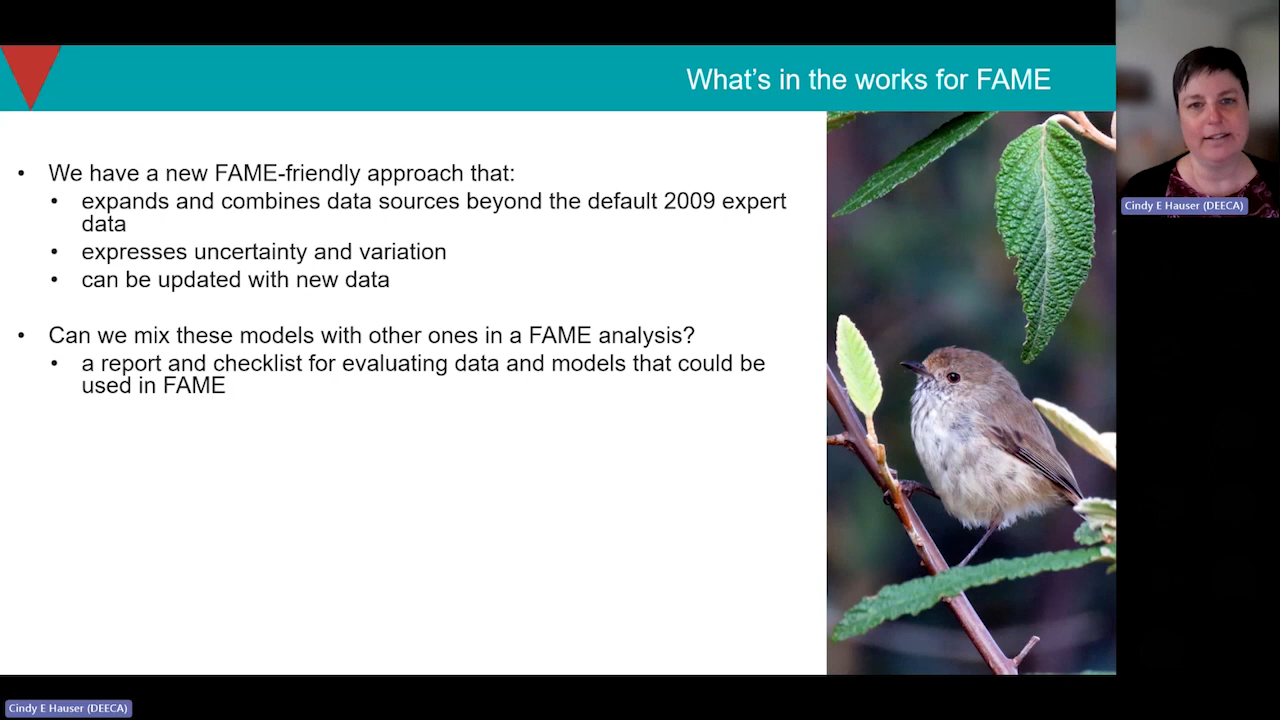 What's in the works for FAME
• We have a new FAME-friendly approach that:
• expands and combines data sources beyond the default 2009 expert
data
• expresses uncertainty and variation
• can be updated with new data
• Can we mix these models with other ones in a FAME analysis?
• a report and checklist for evaluating data and models that could be
used in FAME
Cindy E Hauser (DEECA)
Cindy E Hauser (DEECA)